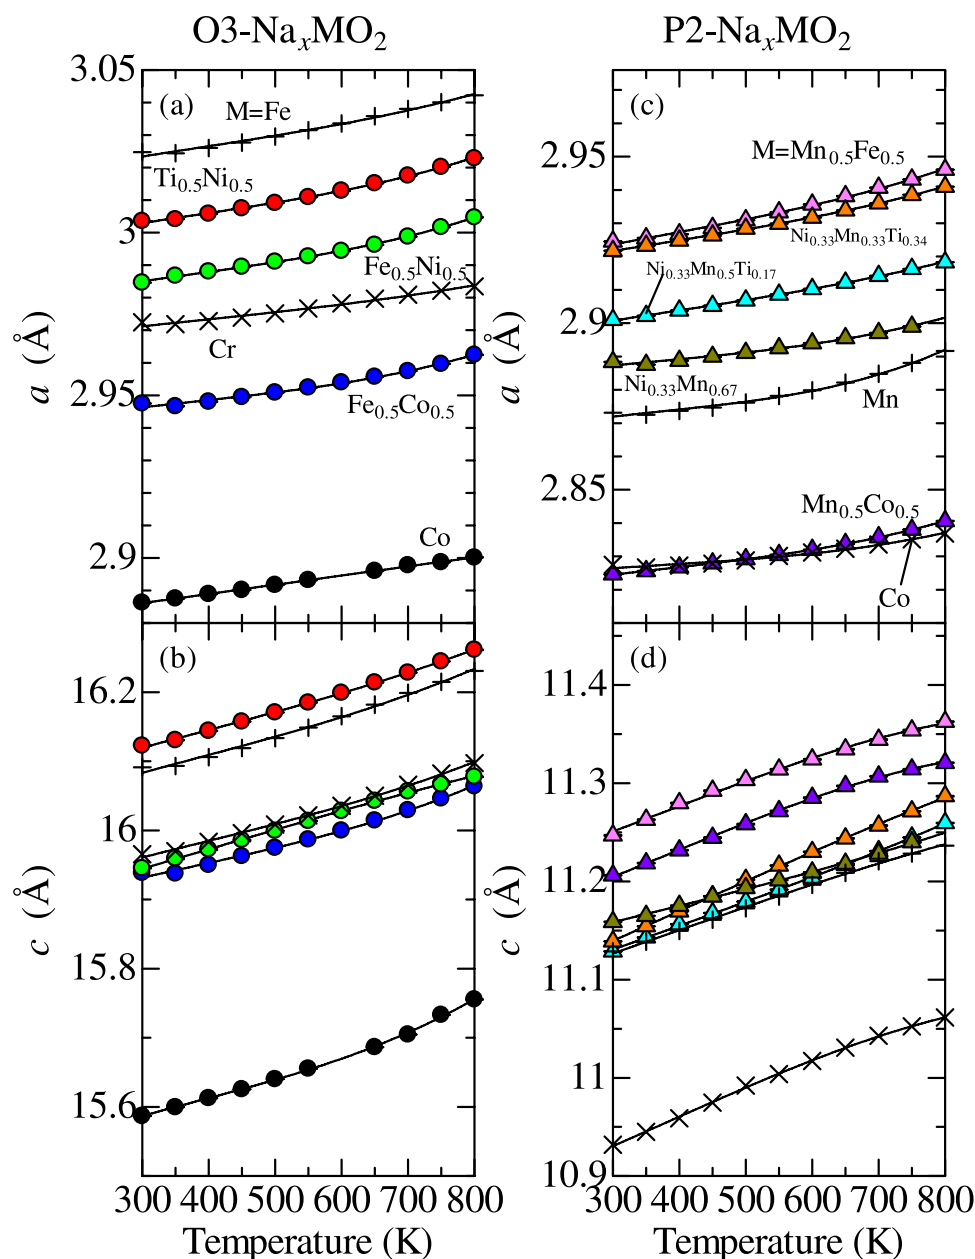 O3-NaₓMO₂
P2-NaₓMO₂
3.05
(a)
M=Fe
Ti₀.₅Ni₀.₅
3
Fe₀.₅Ni₀.₅
Cr
2.95
Fe₀.₅Co₀.₅
Co
2.9
a (Å)
(c)
2.95
M=Mn₀.₅Fe₀.₅
Ni₀.₃₃Mn₀.₃₃Ti₀.₃₄
Ni₀.₃₃Mn₀.₅Ti₀.₁₇
2.9
Ni₀.₃₃Mn₀.₆₇
Mn
2.85
Mn₀.₅Co₀.₅
Co
a (Å)
(b)
16.2
16
15.8
15.6
c (Å)
300 400 500 600 700 800
Temperature (K)
(d)
11.4
11.3
11.2
11.1
11
10.9
c (Å)
300 400 500 600 700 800
Temperature (K)